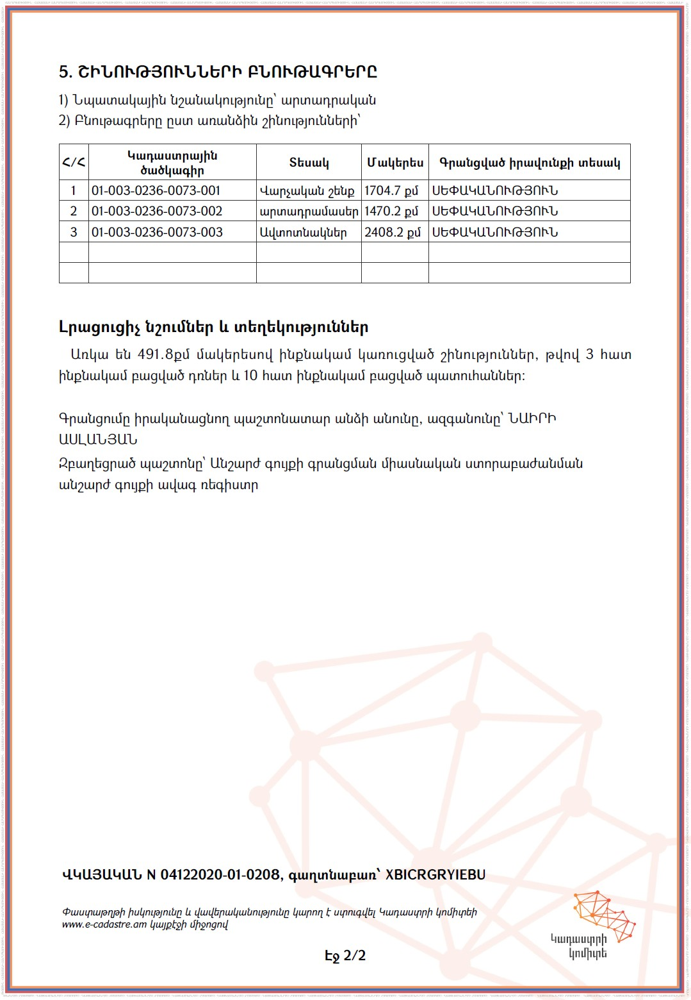 5. ՇԻՆՈՒԹՅՈՒՆՆԵՐԻ ԲՆՈՒԹԱԳՐԵՐԸ
1) Նպատակային նշանակությունը՝ արտադրական
2) Բնութագրերը ըստ առանձին շինությունների՝
Հ/Հ Կադաստրային ծածկագիր Տեսակ Մակերես Գրանցված իրավունքի տեսակ
1 01-003-0236-0073-001 Վարչական շենք 1704.7 քմ ՍԵՓԱԿԱՆՈՒԹՅՈՒՆ
2 01-003-0236-0073-002 արտադրամասեր 1470.2 քմ ՍԵՓԱԿԱՆՈՒԹՅՈՒՆ
3 01-003-0236-0073-003 Ավտոտնակներ 2408.2 քմ ՍԵՓԱԿԱՆՈՒԹՅՈՒՆ
Լրացուցիչ նշումներ և տեղեկություններ
Առկա են 491.8քմ մակերեսով ինքնակամ կառուցված շինություններ, թվով 3 հատ
ինքնակամ բացված դռներ և 10 հատ ինքնակամ բացված պատուհաններ:
Գրանցումը իրականացնող պաշտոնատար անձի անունը, ազգանունը՝ ՆԱԻՐԻ
ԱՍԼԱՆՅԱՆ
Զբաղեցրած պաշտոնը՝ Անշարժ գույքի գրանցման միասնական ստորաբաժանման
անշարժ գույքի ավագ ռեգիստր
ՎԿԱՅԱԿԱՆ N 04122020-01-0208, գաղտնաբառ՝ XBICRGRYIEBU
Փաստաթղթի իսկությունը և վավերականությունը կարող է ստուգվել Կադաստրի կոմիտեի
www.e-cadastre.am կայքէջի միջոցով
կադաստրի
կոմիտե
Էջ 2/2